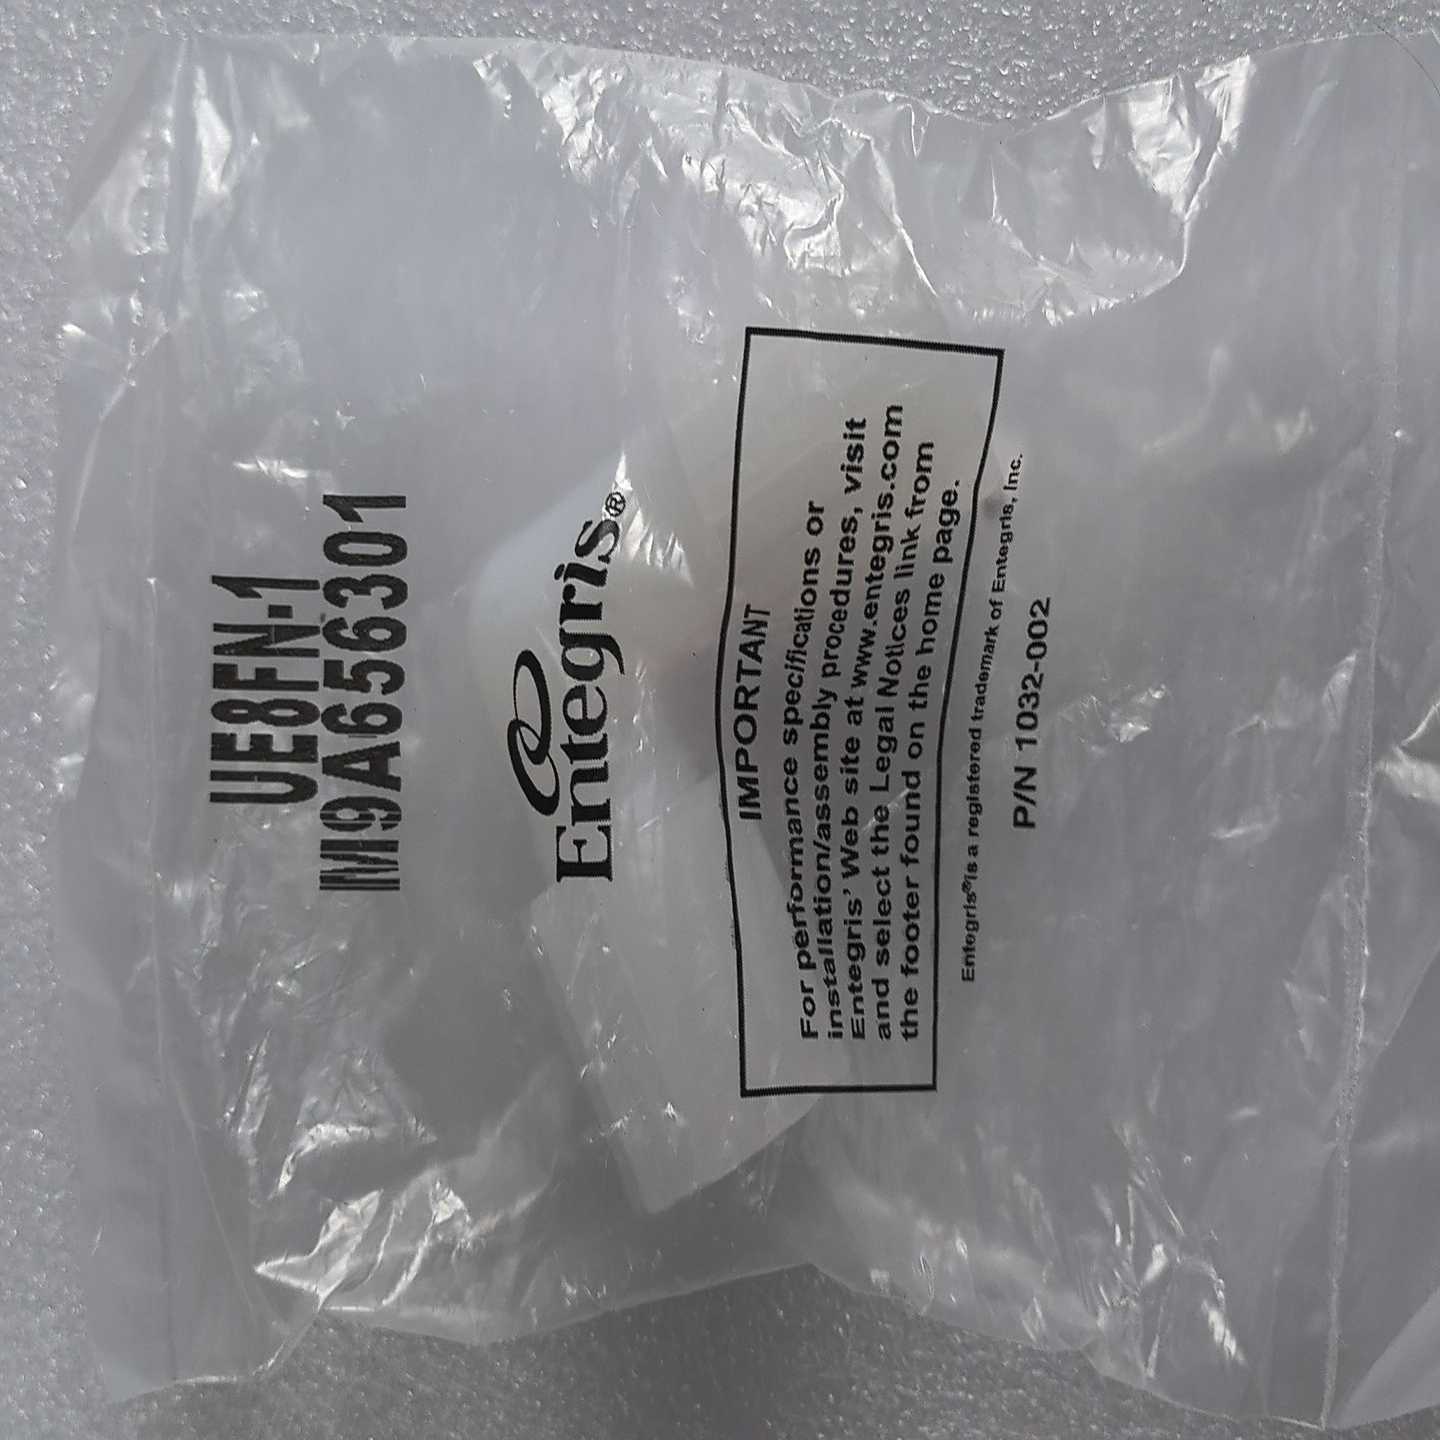 UE8FN-1
M9A656301
Entegris®
IMPORTANT
For performance specifications or
installation/assembly procedures, visit
Entegris' Web site at www.entegris.com
and select the Legal Notices link from
the footer found on the home page.
Entegris® is a registered trademark of Entegris, Inc.
P/N 1032-002